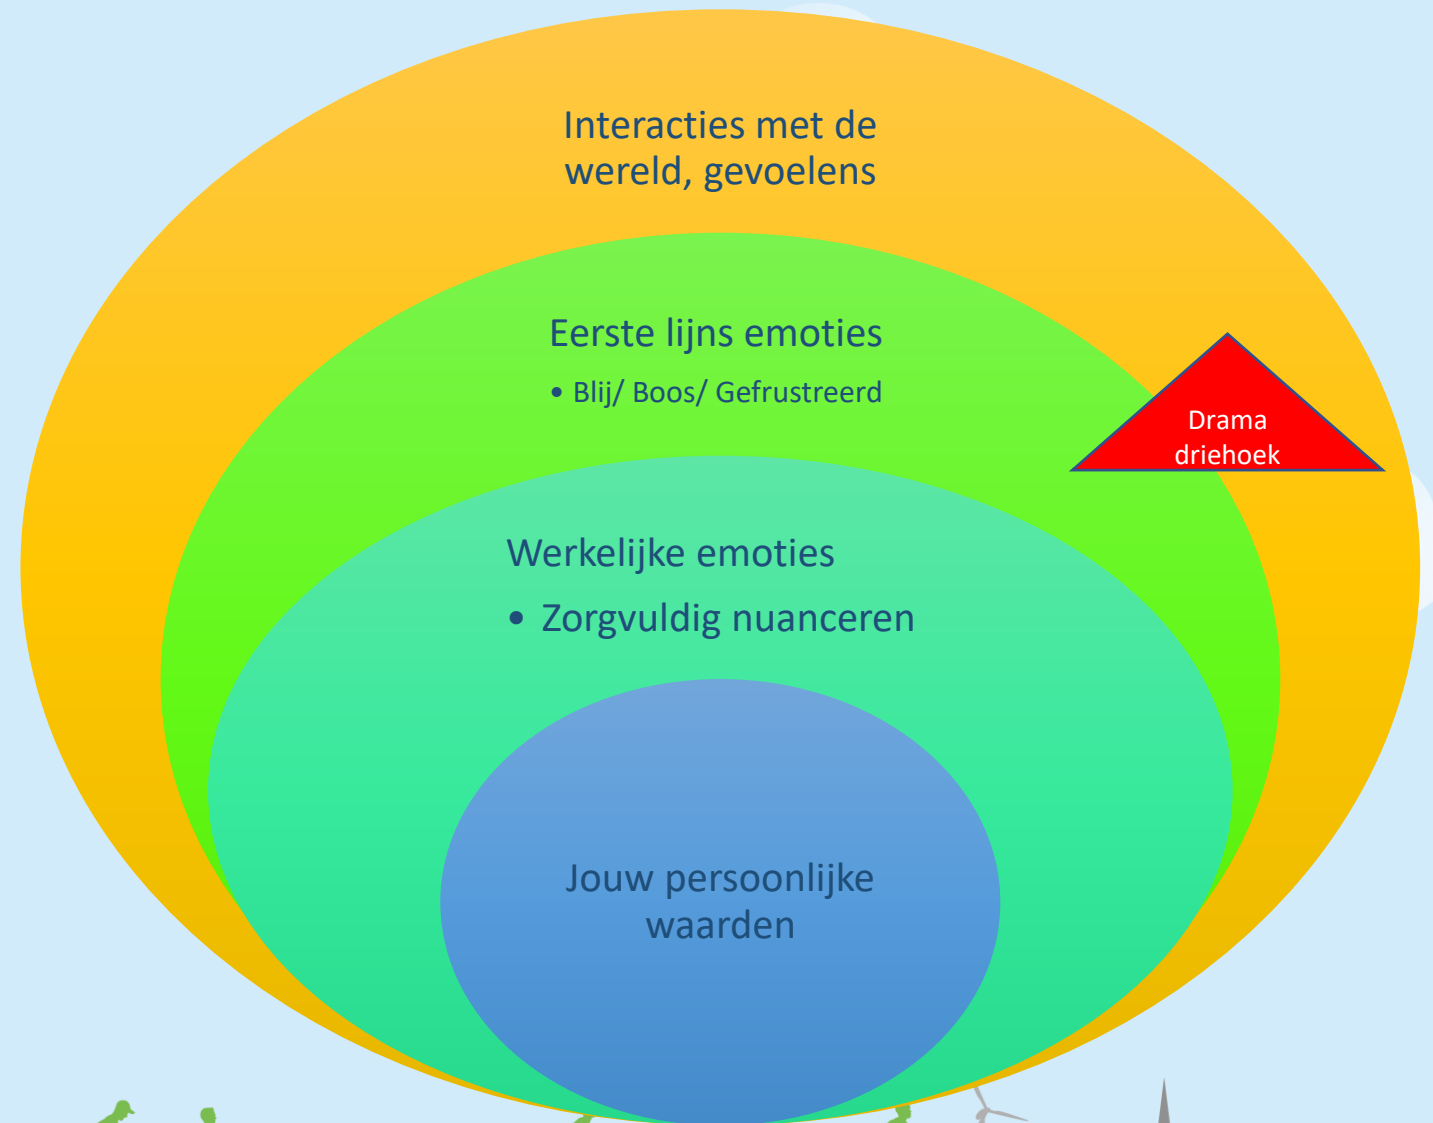 Interacties met de
wereld, gevoelens
Eerste lijns emoties
• Blij/ Boos/ Gefrustreerd
Drama
driehoek
Werkelijke emoties
• Zorgvuldig nuanceren
Jouw persoonlijke
waarden